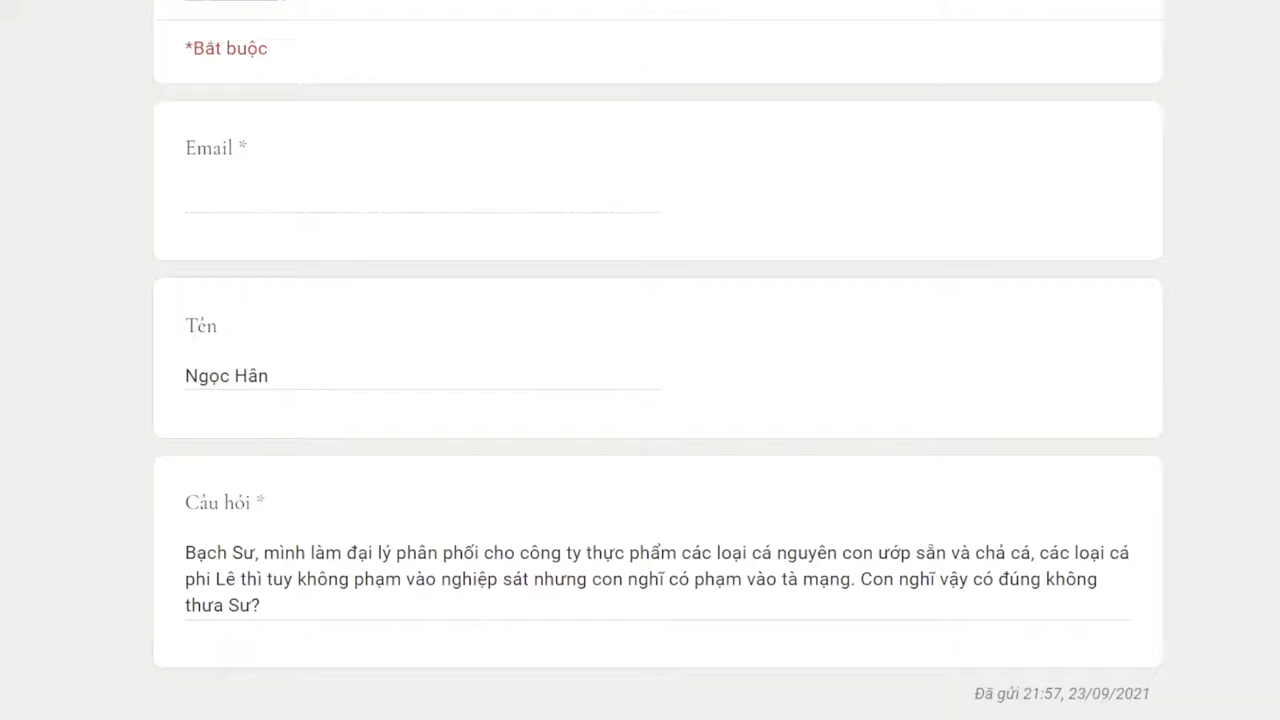 *Bắt buộc
Email *
Tên
Ngọc Hân
Câu hỏi *
Bạch Sư, mình làm đại lý phân phối cho công ty thực phẩm các loại cá nguyên con ướp sẵn và chả cá, các loại cá
phi Lê thì tuy không phạm vào nghiệp sát nhưng con nghĩ có phạm vào tà mạng. Con nghĩ vậy có đúng không
thưa Sư?
Đã gửi 21:57, 23/09/2021